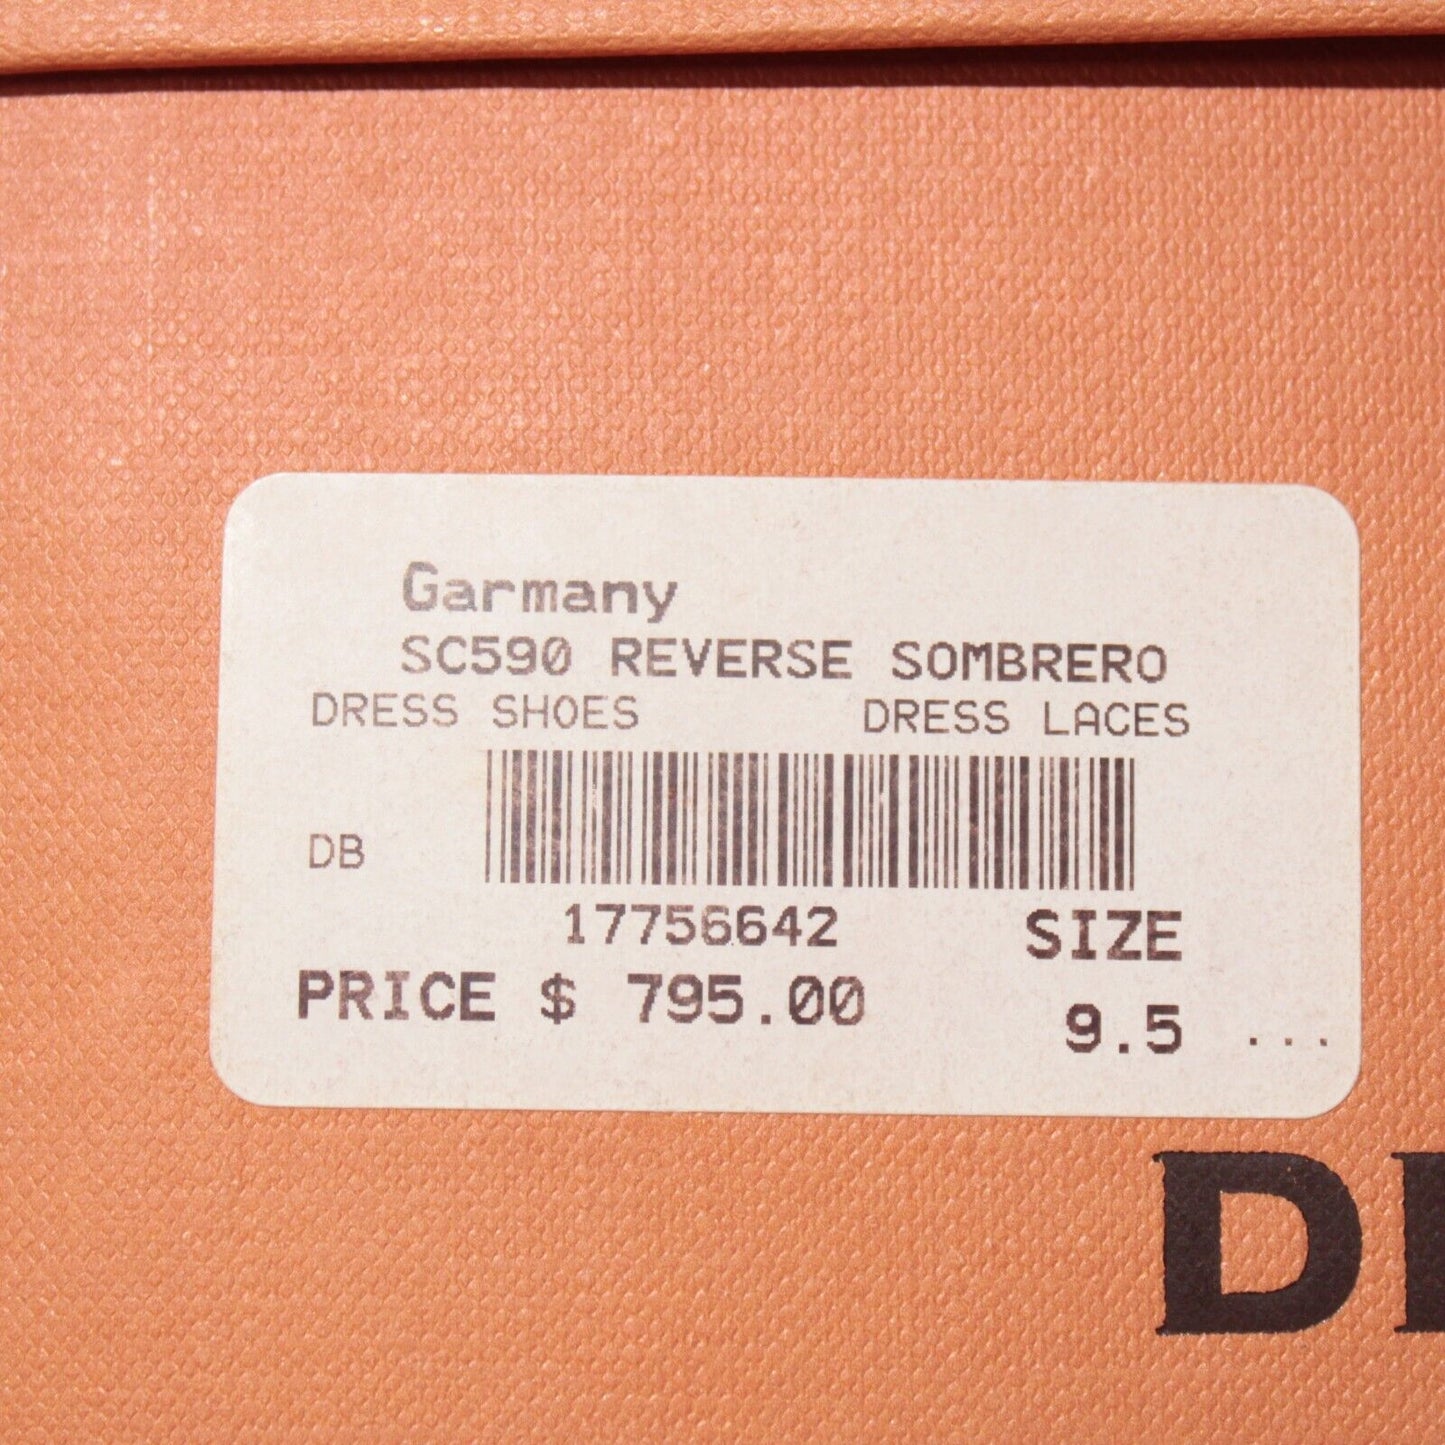 Garmany
SC590 REVERSE SOMBRERO
DRESS SHOES DRESS LACES
DB
17756642 SIZE
PRICE $ 795.00
9.5 ...